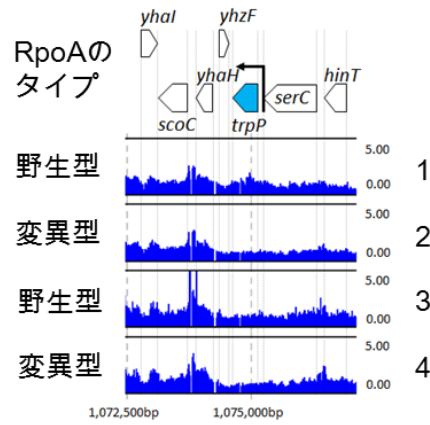 yhaI
yhzF
RpoAの
タイプ
yhaH
hinT
serC
scoC
trpP
野生型
5.00
0.00
1
変異型
5.00
0.00
2
野生型
5.00
0.00
3
変異型
5.00
0.00
4
1,072,500bp
1,075,000bp